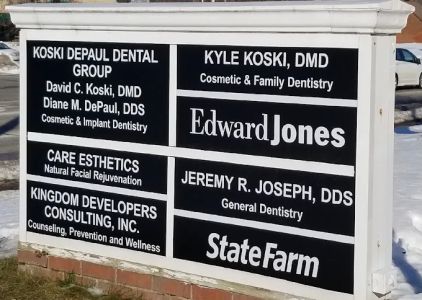 KOSKI DEPAUL DENTAL
GROUP
David C. Koski, DMD
Diane M. DePaul, DDS
Cosmetic & Implant Dentistry
CARE ESTHETICS
Natural Facial Rejuvenation
KINGDOM DEVELOPERS
CONSULTING, INC.
Counseling, Prevention and Wellness
KYLE KOSKI, DMD
Cosmetic & Family Dentistry
Edward Jones
JEREMY R. JOSEPH, DDS
General Dentistry
State Farm